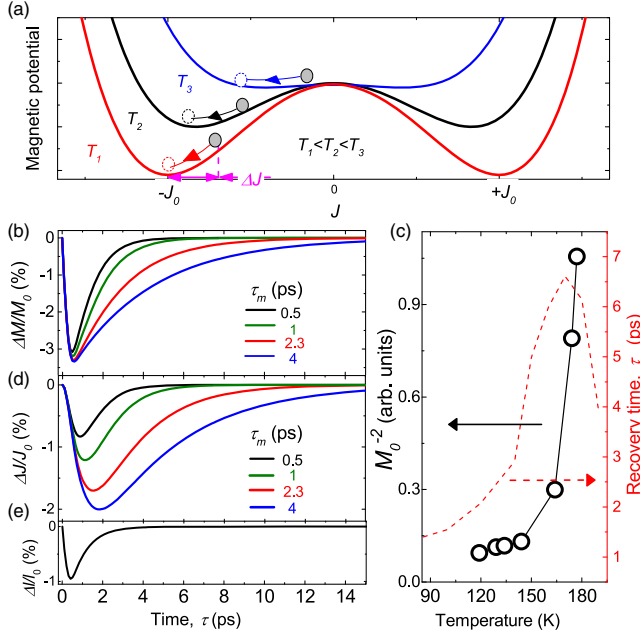 (a)
Magnetic potential
T₃
T₂
T₁
T₁<T₂<T₃
ΔJ
-J₀
0
+J₀
J
(b)
ΔM/M₀ (%)
0
-1
-2
-3
τₘ (ps)
0.5
1
2.3
4
(d)
ΔJ/J₀ (%)
0
-1
-2
τₘ (ps)
0.5
1
2.3
4
(e)
ΔI/I₀ (%)
0
-1
0 2 4 6 8 10 12 14
Time, τ (ps)
(c)
M₀⁻² (arb. units)
0.9
0.6
0.3
0.0
7
6
5
4
3
2
1
Recovery time, τ (ps)
90 120 150 180
Temperature (K)